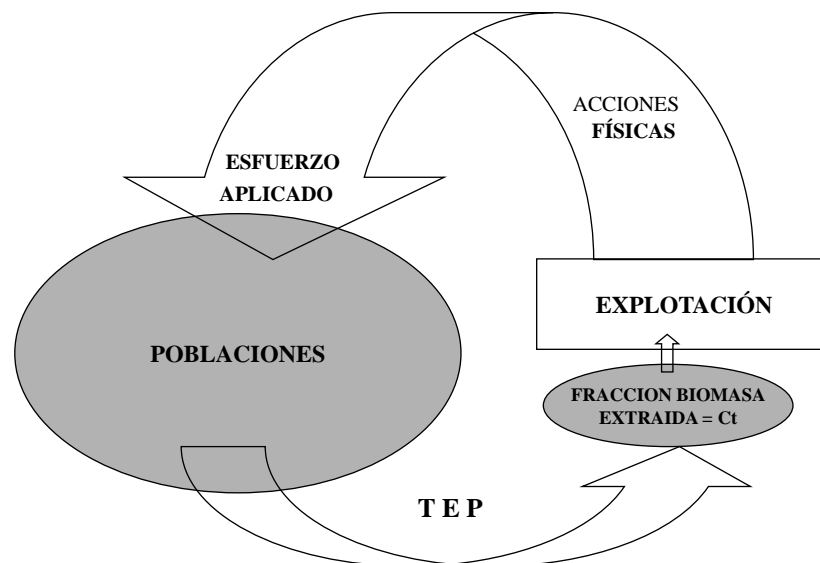 ACCIONES
FÍSICAS
ESFUERZO
APLICADO
EXPLOTACIÓN
POBLACIONES
FRACCION BIOMASA
EXTRAIDA = Ct
T E P